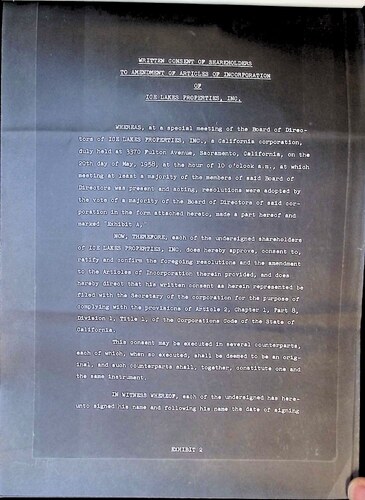 WRITTEN CONSENT OF SHAREHOLDERS
TO AMENDMENT OF ARTICLES OF INCORPORATION
OF
ICE LAKES PROPERTIES, INC.
WHEREAS, at a special meeting of the Board of Direc-
tors of ICE LAKES PROPERTIES, INC., a California corporation,
duly held at 3370 Fulton Avenue, Sacramento, California, on the
20th day of May, 1958, at the hour of 10 o'clock a.m., at which
meeting at least a majority of the members of said Board of
Directors was present and acting, resolutions were adopted by
the vote of a majority of the Board of Directors of said cor-
poration in the form attached hereto, made a part hereof and
marked "Exhibit A."
NOW, THEREFORE, each of the undersigned shareholders
of ICE LAKES PROPERTIES, INC. does hereby approve, consent to,
ratify and confirm the foregoing resolutions and the amendment
to the Articles of Incorporation therein provided, and does
hereby direct that his written consent as herein represented be
filed with the Secretary of the corporation for the purpose of
complying with the provisions of Article 2, Chapter 1, Part 8,
Division 1, Title 1, of the Corporations Code of the State of
California.
This consent may be executed in several counterparts,
each of which, when so executed, shall be deemed to be an orig-
inal, and such counterparts shall, together, constitute one and
the same instrument.
IN WITNESS WHEREOF, each of the undersigned has here-
unto signed his name and following his name the date of signing
EXHIBIT 2